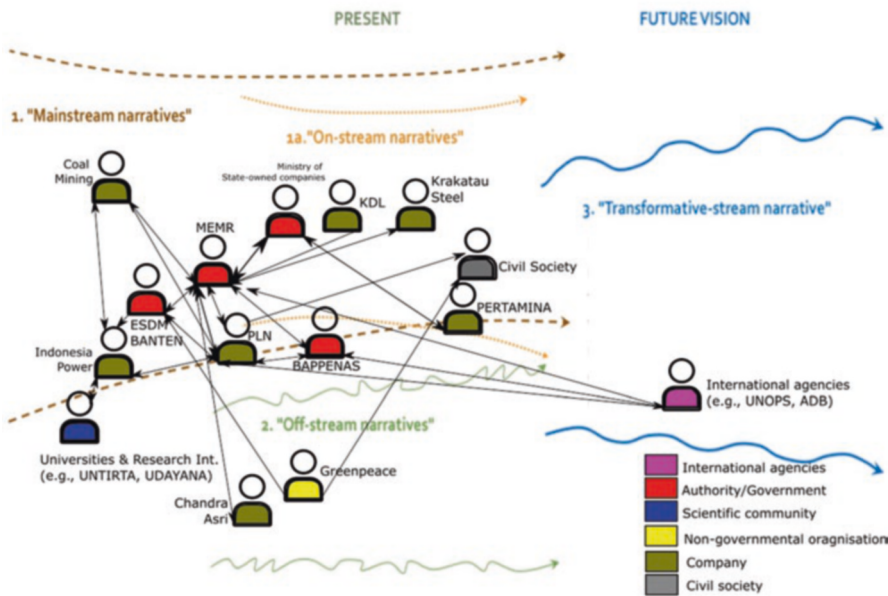 PRESENT
FUTURE VISION
1. "Mainstream narratives"
1a."On-stream narratives"
Coal
Mining
Ministry of
State-owned companies
KDL
Krakatau
Steel
MEMR
3. "Transformative-stream narrative"
Civil Society
ESDM
BANTEN
PLN
PERTAMINA
Indonesia
Power
BAPPENAS
International agencies
(e.g., UNOPS, ADB)
2. "Off-stream narratives"
Universities & Research Int.
(e.g., UNTIRTA, UDAYANA)
Greenpeace
Chandra
Asri
International agencies
Authority/Government
Scientific community
Non-governmental oragnisation
Company
Civil society